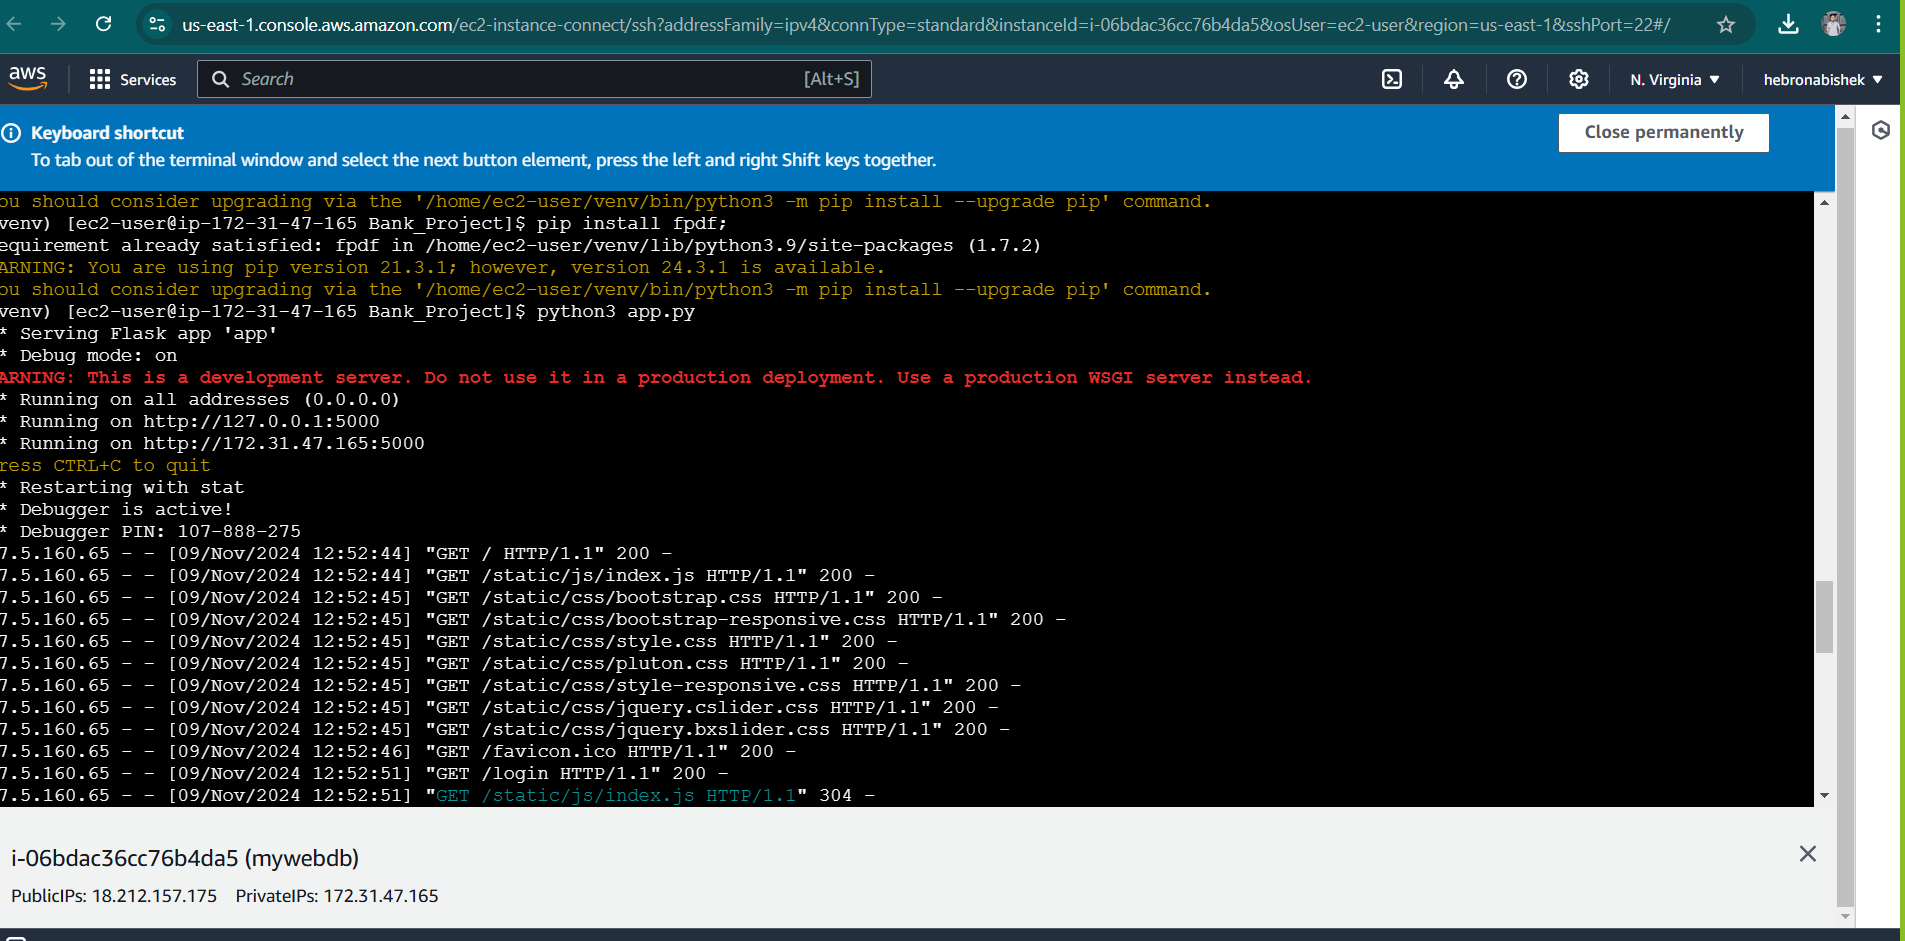 us-east-1.console.aws.amazon.com/ec2-instance-connect/ssh?addressFamily=ipv4&connType=standard&instanceId=i-06bdac36cc76b4da5&osUser=ec2-user&region=us-east-1&sshPort=22#/
aws Services Search [Alt+S] N. Virginia hebronabishek
Keyboard shortcut
Close permanently
To tab out of the terminal window and select the next button element, press the left and right Shift keys together.
ou should consider upgrading via the '/home/ec2-user/venv/bin/python3 -m pip install --upgrade pip' command.
venv) [ec2-user@ip-172-31-47-165 Bank_Project]$ pip install fpdf;
equirement already satisfied: fpdf in /home/ec2-user/venv/lib/python3.9/site-packages (1.7.2)
ARNING: You are using pip version 21.3.1; however, version 24.3.1 is available.
ou should consider upgrading via the '/home/ec2-user/venv/bin/python3 -m pip install --upgrade pip' command.
venv) [ec2-user@ip-172-31-47-165 Bank_Project]$ python3 app.py
* Serving Flask app 'app'
* Debug mode: on
ARNING: This is a development server. Do not use it in a production deployment. Use a production WSGI server instead.
* Running on all addresses (0.0.0.0)
* Running on http://127.0.0.1:5000
* Running on http://172.31.47.165:5000
ress CTRL+C to quit
* Restarting with stat
* Debugger is active!
* Debugger PIN: 107-888-275
7.5.160.65 - - [09/Nov/2024 12:52:44] "GET / HTTP/1.1" 200 -
7.5.160.65 - - [09/Nov/2024 12:52:44] "GET /static/js/index.js HTTP/1.1" 200 -
7.5.160.65 - - [09/Nov/2024 12:52:45] "GET /static/css/bootstrap.css HTTP/1.1" 200 -
7.5.160.65 - - [09/Nov/2024 12:52:45] "GET /static/css/bootstrap-responsive.css HTTP/1.1" 200 -
7.5.160.65 - - [09/Nov/2024 12:52:45] "GET /static/css/style.css HTTP/1.1" 200 -
7.5.160.65 - - [09/Nov/2024 12:52:45] "GET /static/css/pluton.css HTTP/1.1" 200 -
7.5.160.65 - - [09/Nov/2024 12:52:45] "GET /static/css/style-responsive.css HTTP/1.1" 200 -
7.5.160.65 - - [09/Nov/2024 12:52:45] "GET /static/css/jquery.cslider.css HTTP/1.1" 200 -
7.5.160.65 - - [09/Nov/2024 12:52:45] "GET /static/css/jquery.bxslider.css HTTP/1.1" 200 -
7.5.160.65 - - [09/Nov/2024 12:52:46] "GET /favicon.ico HTTP/1.1" 200 -
7.5.160.65 - - [09/Nov/2024 12:52:51] "GET /login HTTP/1.1" 200 -
7.5.160.65 - - [09/Nov/2024 12:52:51] "GET /static/js/index.js HTTP/1.1" 304 -
i-06bdac36cc76b4da5 (mywebdb)
PublicIPs: 18.212.157.175 PrivateIPs: 172.31.47.165